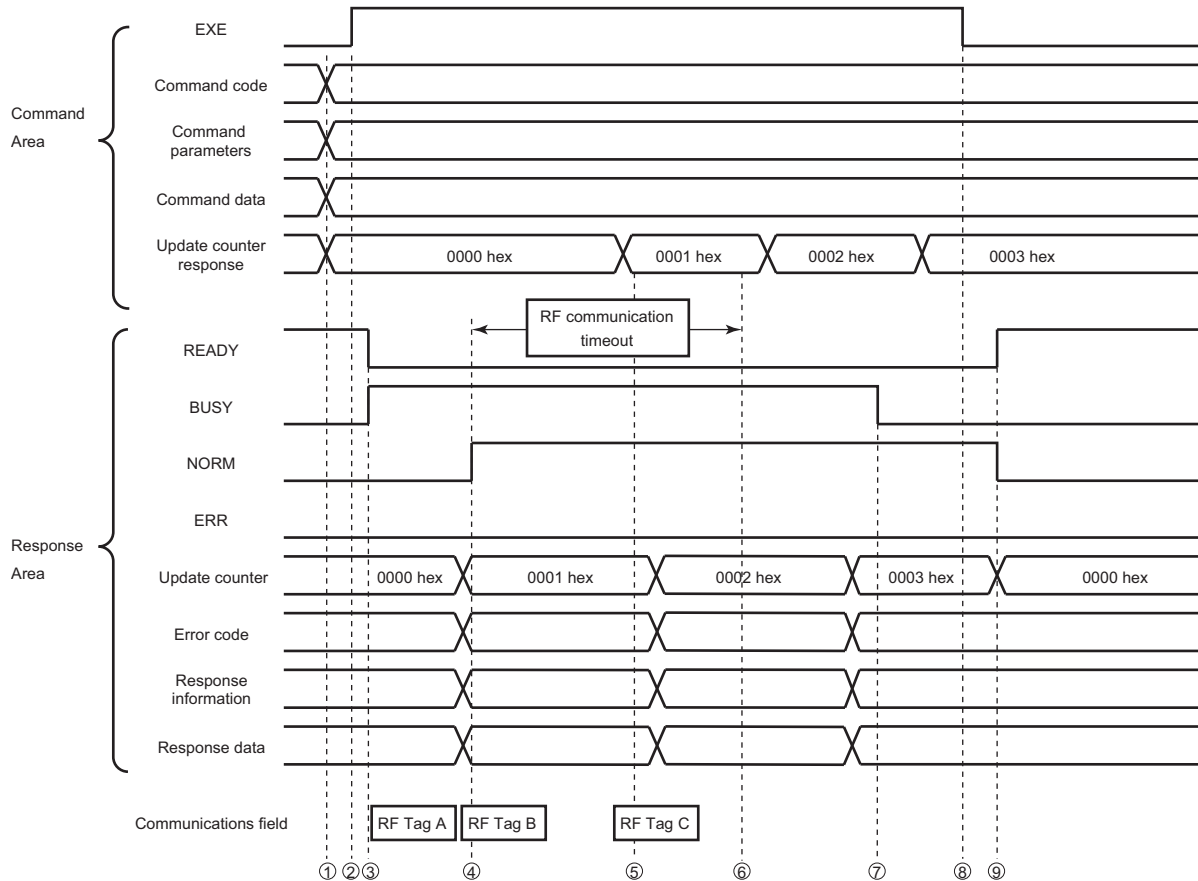 EXE
Command code
Command
Area
Command
parameters
Command data
Update counter
response
0000 hex
0001 hex
0002 hex
0003 hex
RF communication
timeout
READY
BUSY
NORM
ERR
Response
Area
Update counter
0000 hex
0001 hex
0002 hex
0003 hex
0000 hex
Error code
Response
information
Response data
Communications field
RF Tag A
RF Tag B
RF Tag C
① ② ③ ④ ⑤ ⑥ ⑦ ⑧ ⑨